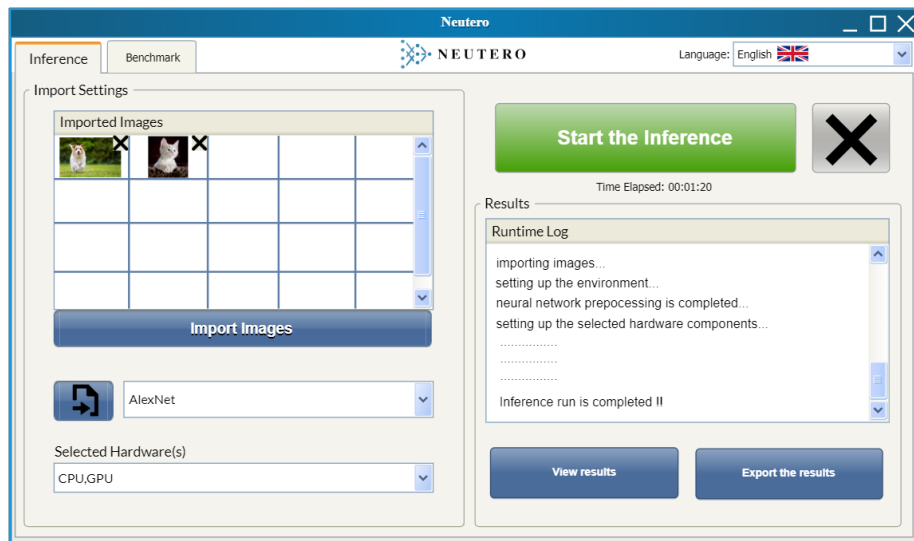 Neutero
Inference
Benchmark
NEUTERO
Language: English
Import Settings
Imported Images
Import Images
AlexNet
Selected Hardware(s)
CPU,GPU
Start the Inference
Time Elapsed: 00:01:20
Results
Runtime Log
importing images...
setting up the environment...
neural network prepocessing is completed...
setting up the selected hardware components...
................
................
................
Inference run is completed !!
View results
Export the results